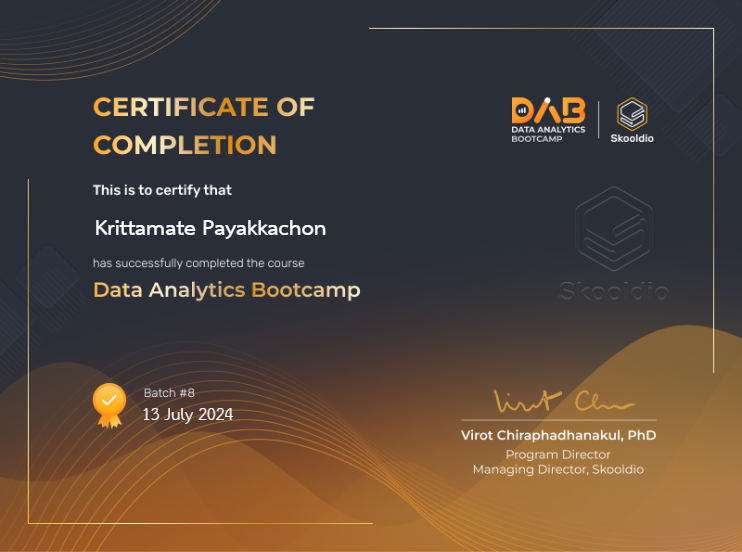 CERTIFICATE OF
COMPLETION
DAB
DATA ANALYTICS
BOOTCAMP
Skooldio
This is to certify that
Krittamate Payakkachon
has successfully completed the course
Data Analytics Bootcamp
Skooldio
Batch #8
13 July 2024
Virot Chiraphadhanakul, PhD
Program Director
Managing Director, Skooldio